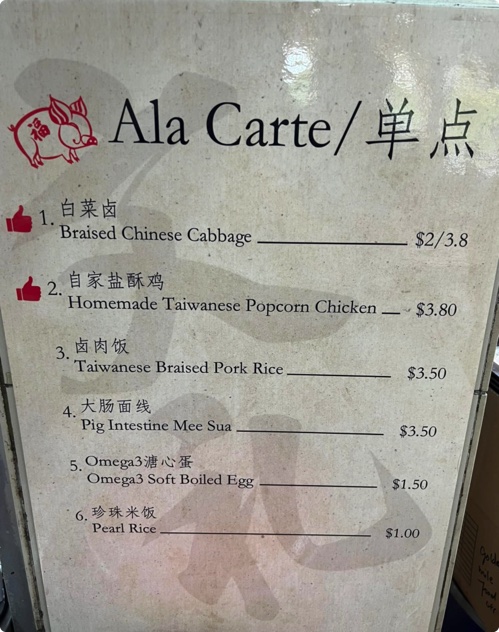 福
Ala Carte/单点
1. 白菜卤
Braised Chinese Cabbage $2/3.8
2. 自家盐酥鸡
Homemade Taiwanese Popcorn Chicken $3.80
3. 卤肉饭
Taiwanese Braised Pork Rice $3.50
4. 大肠面线
Pig Intestine Mee Sua $3.50
5. Omega3溏心蛋
Omega3 Soft Boiled Egg $1.50
6. 珍珠米饭
Pearl Rice $1.00